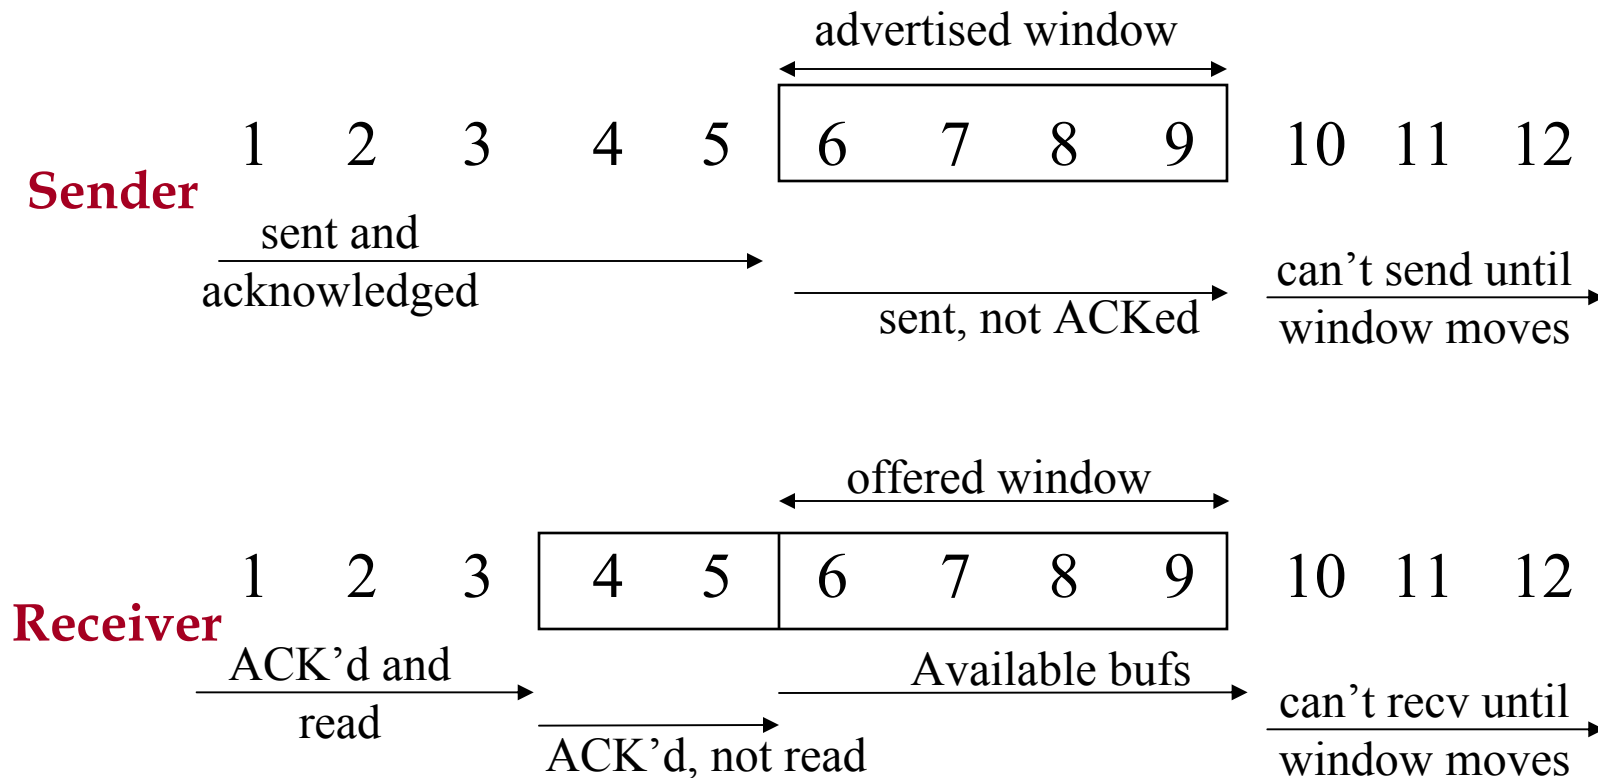 advertised window
1 2 3 4 5 6 7 8 9 10 11 12
Sender
sent and
acknowledged
sent, not ACKed
can’t send until
window moves
offered window
1 2 3 4 5 6 7 8 9 10 11 12
Receiver
ACK’d and
read
ACK’d, not read
Available bufs
can’t recv until
window moves